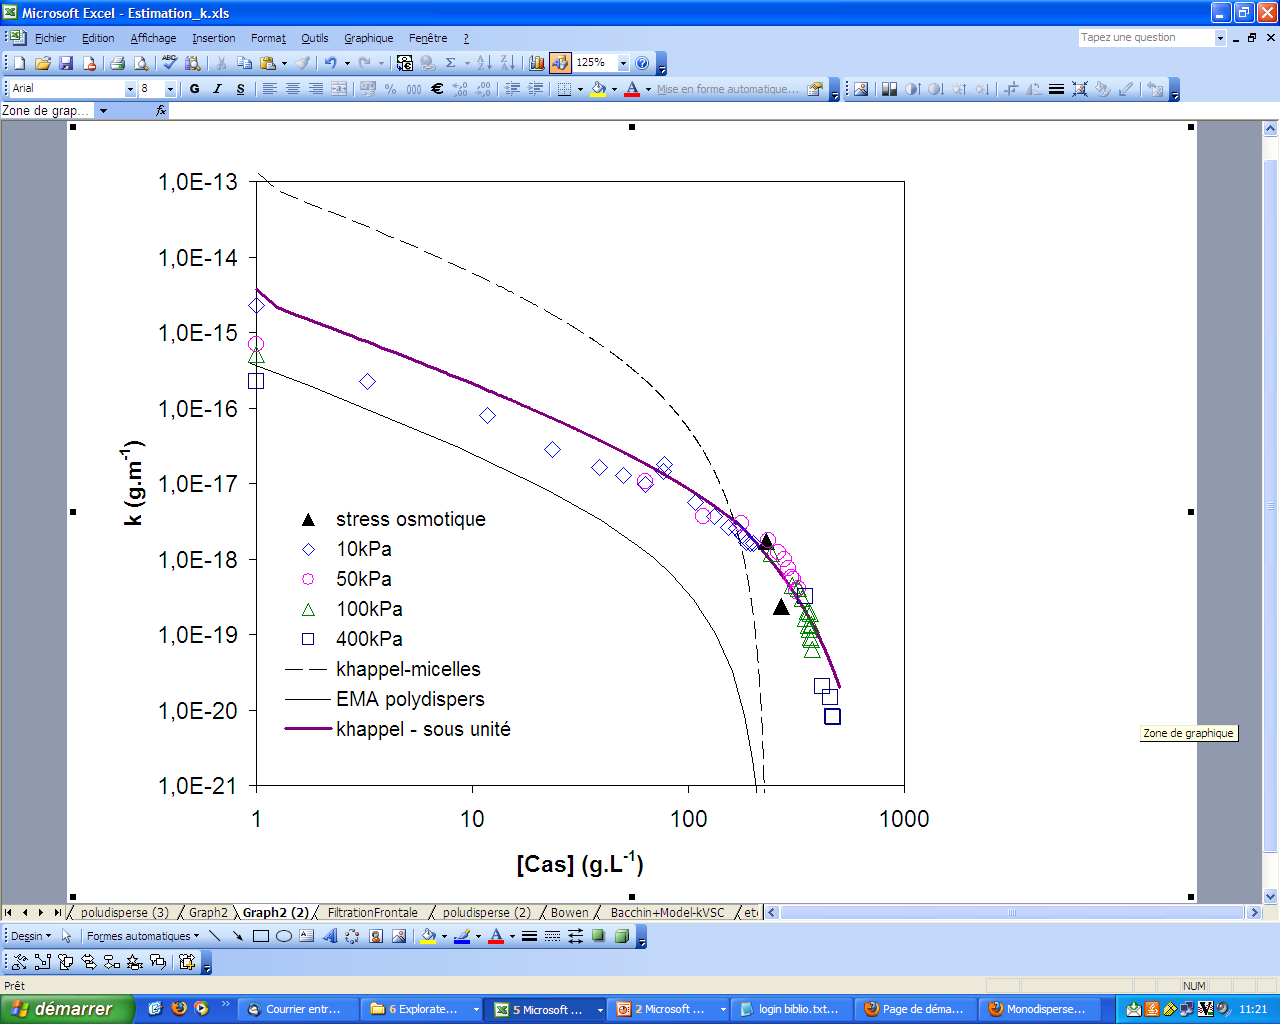 Microsoft Excel - Estimation_k.xls
Fichier Edition Affichage Insertion Format Outils Graphique Fenêtre ? Tapez une question
125%
Arial 8 G I S % 000 € Mise en forme automatique...
Zone de grap... fx
1,0E-13
1,0E-14
1,0E-15
1,0E-16
1,0E-17
1,0E-18
1,0E-19
1,0E-20
1,0E-21
k (g.m-1)
stress osmotique
10kPa
50kPa
100kPa
400kPa
khappel-micelles
EMA polydispers
khappel - sous unité
Zone de graphique
1 10 100 1000
[Cas] (g.L-1)
poludisperse (3) Graph2 Graph2 (2) FiltrationFrontale poludisperse (2) Bowen Bacchin+Model-kVSC
Dessin Formes automatiques
Prêt NUM
démarrer Courrier entr... 6 Explorate... 5 Microsoft ... 2 Microsoft ... login biblio.txt... Page de déma... Monodisperse... 11:21